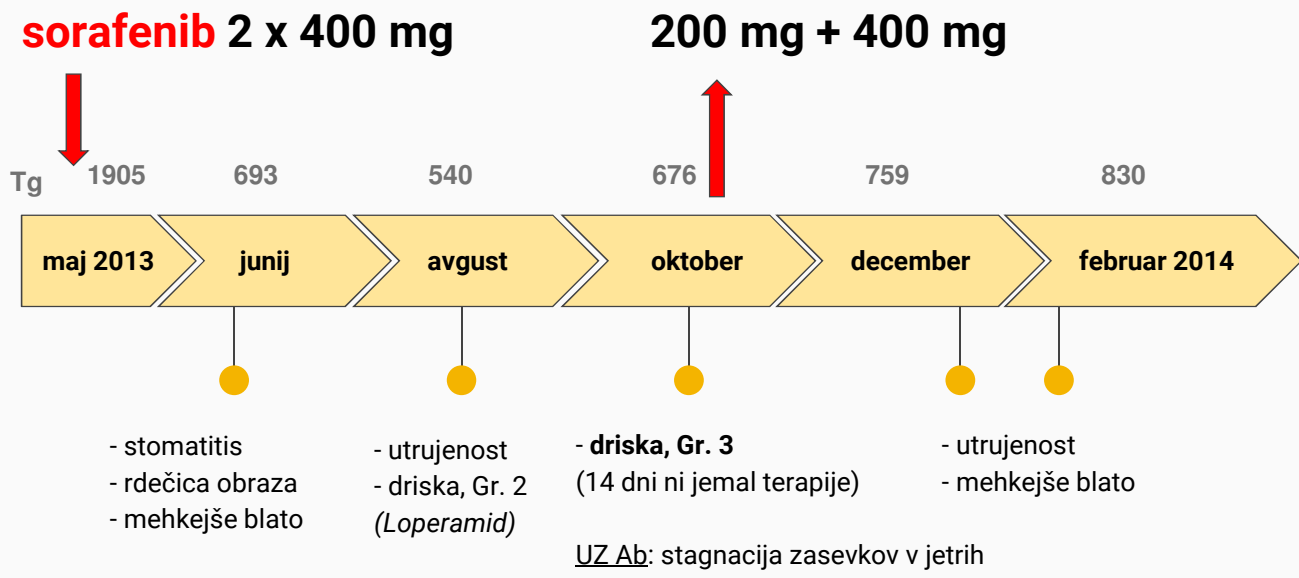 sorafenib 2 x 400 mg
200 mg + 400 mg
Tg 1905 693 540 676 759 830
maj 2013 junij avgust oktober december februar 2014
- stomatitis
- rdečica obraza
- mehkejše blato
- utrujenost
- driska, Gr. 2
(Loperamid)
- driska, Gr. 3
(14 dni ni jemal terapije)
UZ Ab: stagnacija zasevkov v jetrih
- utrujenost
- mehkejše blato